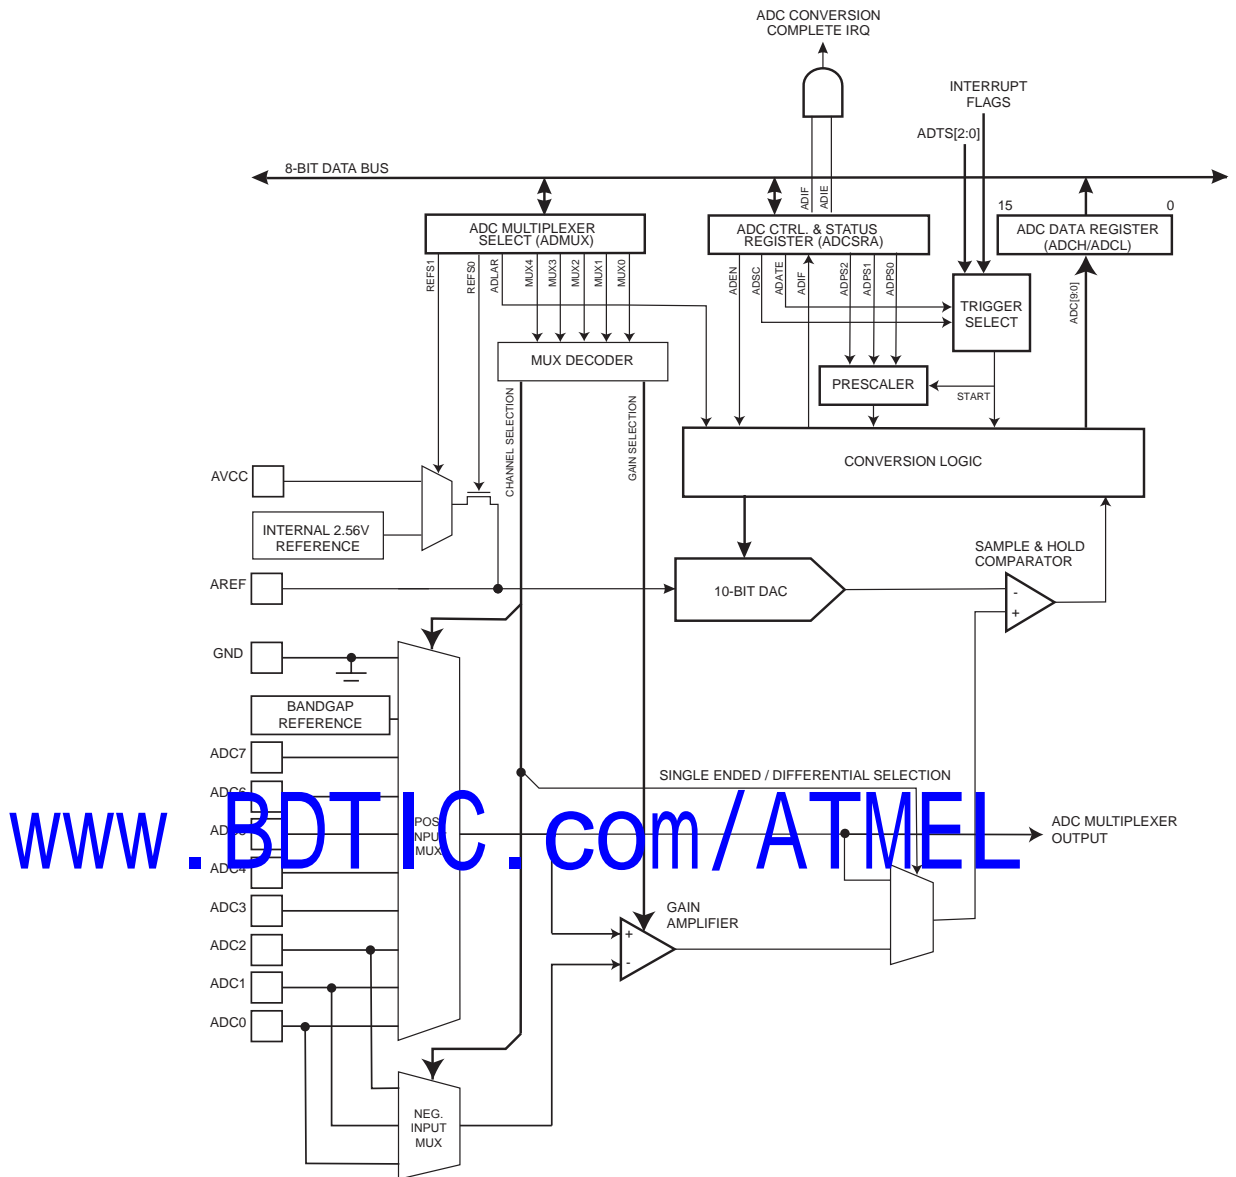 ADC CONVERSION
COMPLETE IRQ
INTERRUPT
FLAGS
ADTS[2:0]
8-BIT DATA BUS
ADIF
ADIE
15
0
ADC MULTIPLEXER
SELECT (ADMUX)
ADC CTRL. & STATUS
REGISTER (ADCSRA)
ADC DATA REGISTER
(ADCH/ADCL)
REFS1
REFS0
ADLAR
MUX4
MUX3
MUX2
MUX1
MUX0
ADEN
ADSC
ADATE
ADIF
ADPS2
ADPS1
ADPS0
ADC[9:0]
TRIGGER
SELECT
MUX DECODER
PRESCALER
START
CHANNEL SELECTION
GAIN SELECTION
CONVERSION LOGIC
AVCC
INTERNAL 2.56V
REFERENCE
SAMPLE & HOLD
COMPARATOR
AREF
10-BIT DAC
-
+
GND
BANDGAP
REFERENCE
ADC7
SINGLE ENDED / DIFFERENTIAL SELECTION
ADC6
www.BDTIC.com/ATMEL
POS.
INPUT
MUX
ADC MULTIPLEXER
OUTPUT
ADC4
ADC3
GAIN
AMPLIFIER
+
-
ADC2
ADC1
ADC0
NEG.
INPUT
MUX